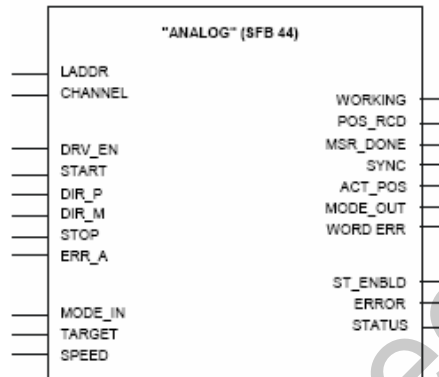 "ANALOG" (SFB 44)
LADDR
CHANNEL
DRV_EN
START
DIR_P
DIR_M
STOP
ERR_A
MODE_IN
TARGET
SPEED
WORKING
POS_RCD
MSR_DONE
SYNC
ACT_POS
MODE_OUT
WORD ERR
ST_ENBLD
ERROR
STATUS